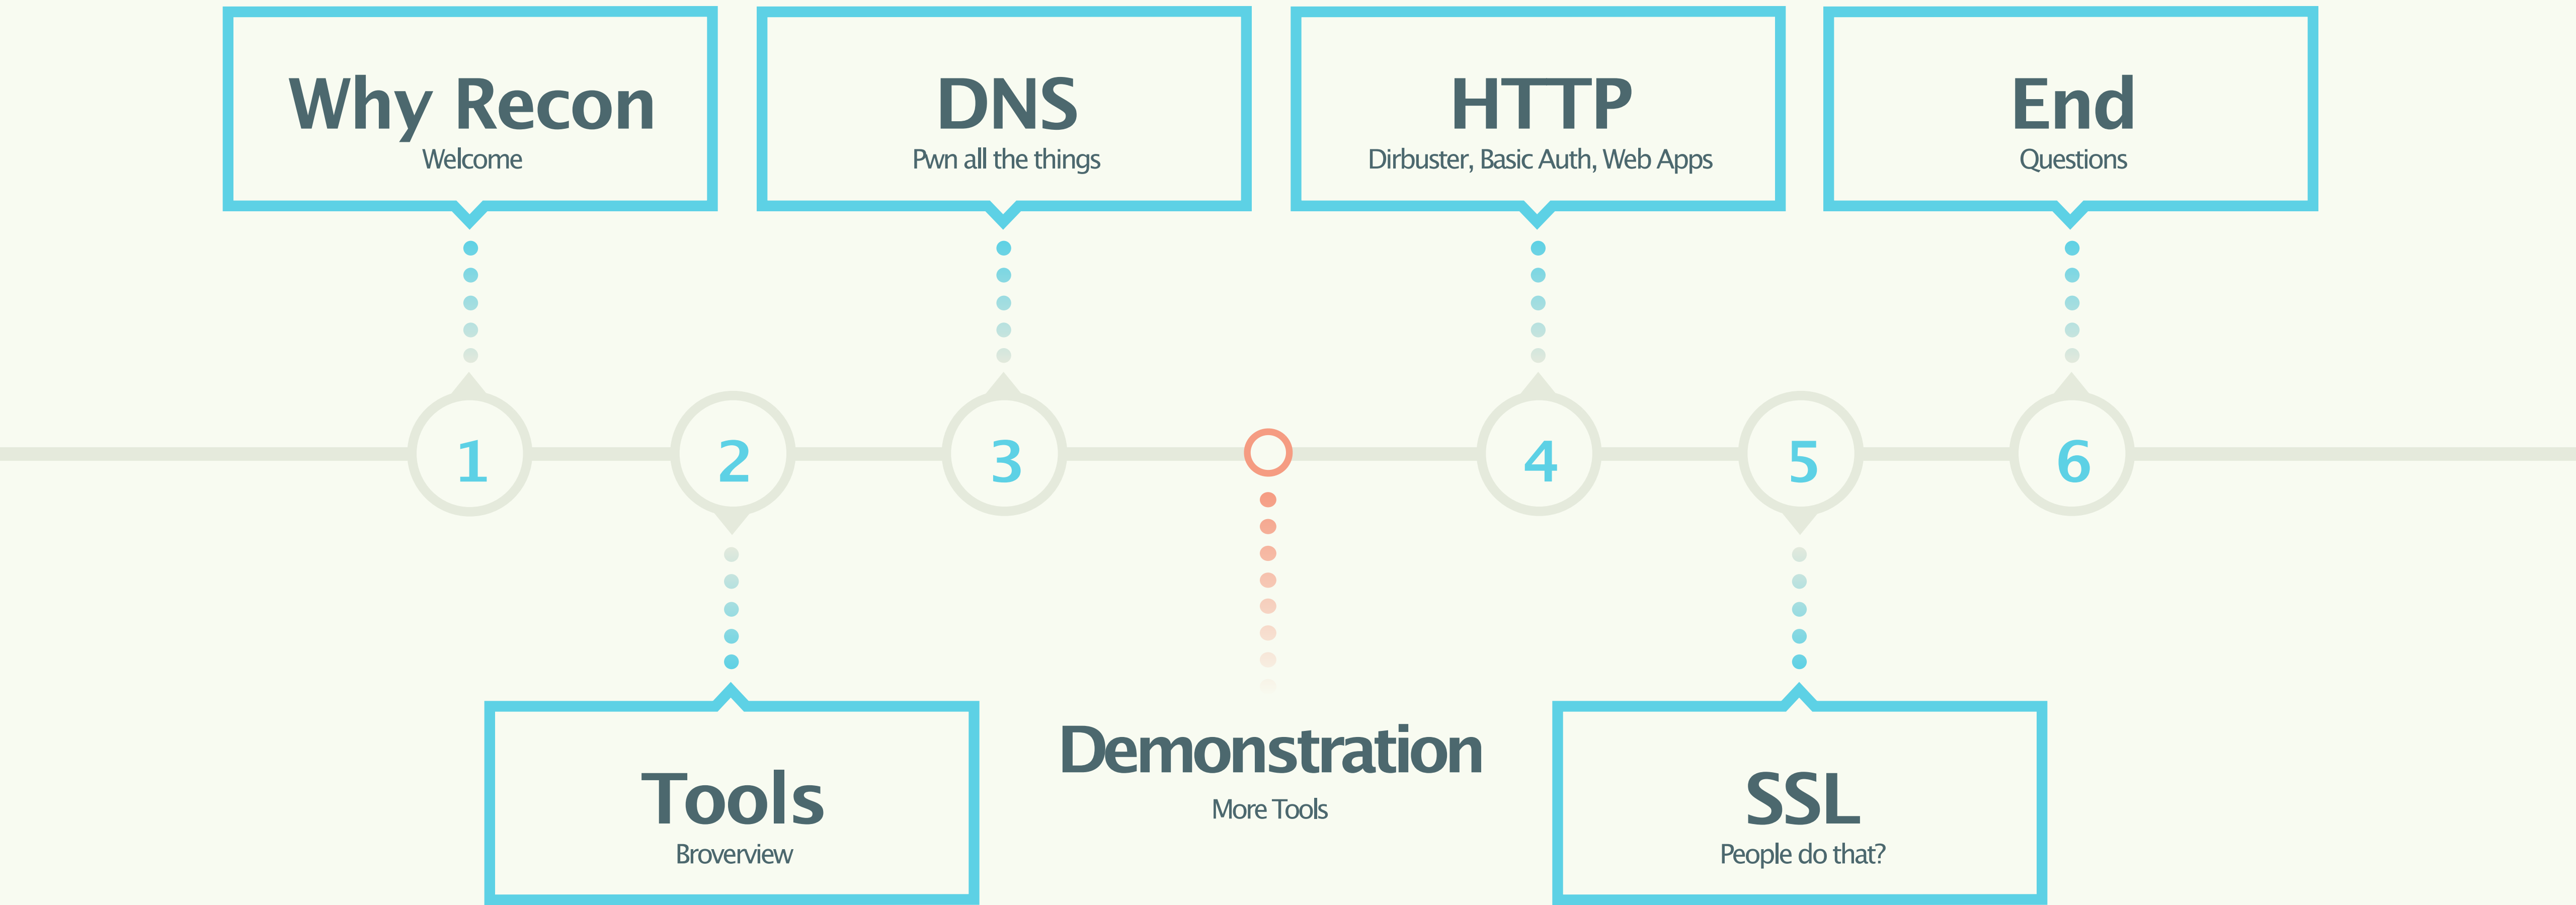 Why Recon
Welcome
DNS
Pwn all the things
HTTP
Dirbuster, Basic Auth, Web Apps
End
Questions
1
2
3
4
5
6
Tools
Broverview
Demonstration
More Tools
SSL
People do that?